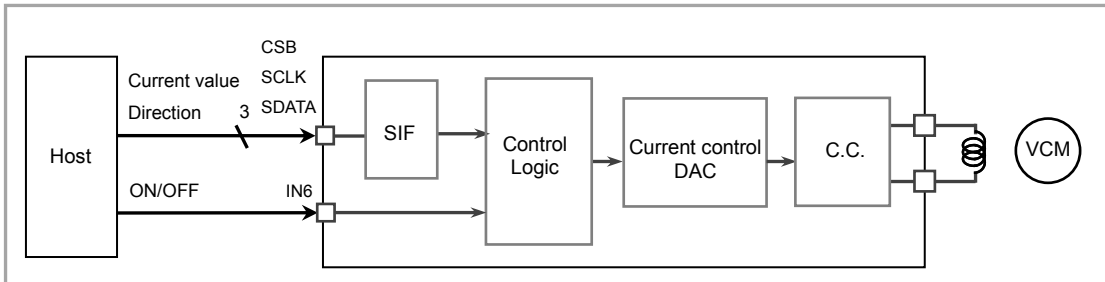 CSB
Current value
SCLK
Direction
3
SDATA
Host
SIF
Control
Logic
Current control
DAC
C.C.
VCM
ON/OFF
IN6